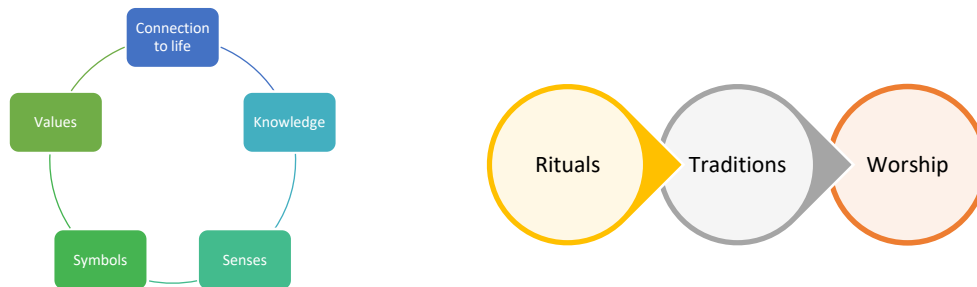 Connection
to life
Values
Knowledge
Symbols
Senses
Rituals
Traditions
Worship